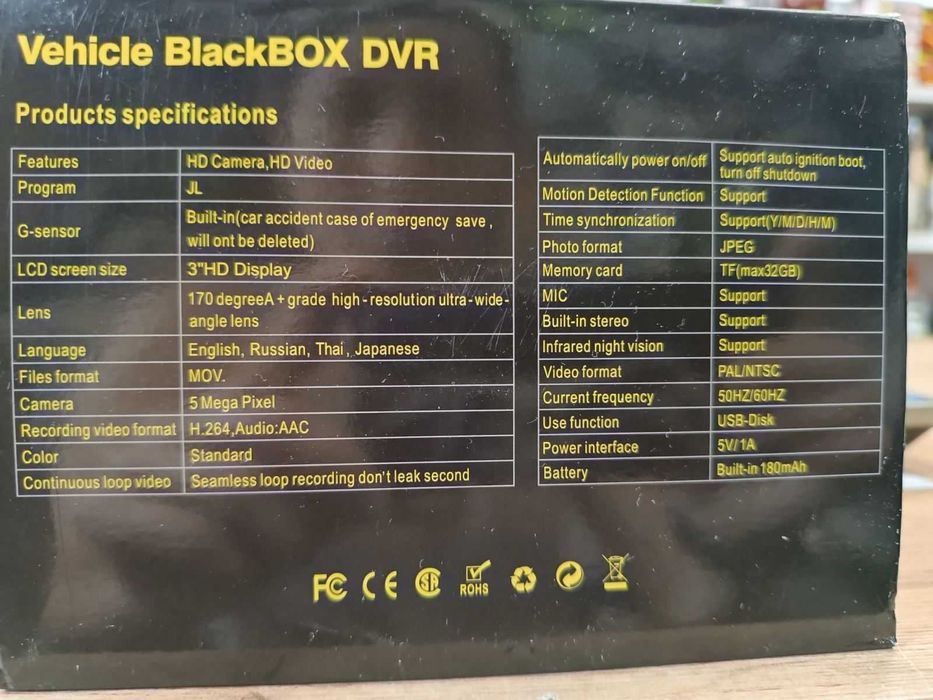 Vehicle BlackBOX DVR
Products specifications
Features HD Camera,HD Video
Program JL
G-sensor Built-in(car accident case of emergency save ,
will ont be deleted)
LCD screen size 3"HD Display
Lens 170 degreeA+grade high-resolution ultra-wide-
angle lens
Language English, Russian, Thai, Japanese
Files format MOV.
Camera 5 Mega Pixel
Recording video format H.264,Audio:AAC
Color Standard
Continuous loop video Seamless loop recording don't leak second
Automatically power on/off Support auto ignition boot,
turn off shutdown
Motion Detection Function Support
Time synchronization Support(Y/M/D/H/M)
Photo format JPEG
Memory card TF(max32GB)
MIC Support
Built-in stereo Support
Infrared night vision Support
Video format PAL/NTSC
Current frequency 50HZ/60HZ
Use function USB-Disk
Power interface 5V/1A
Battery Built-in 180mAh
FC CE
ROHS